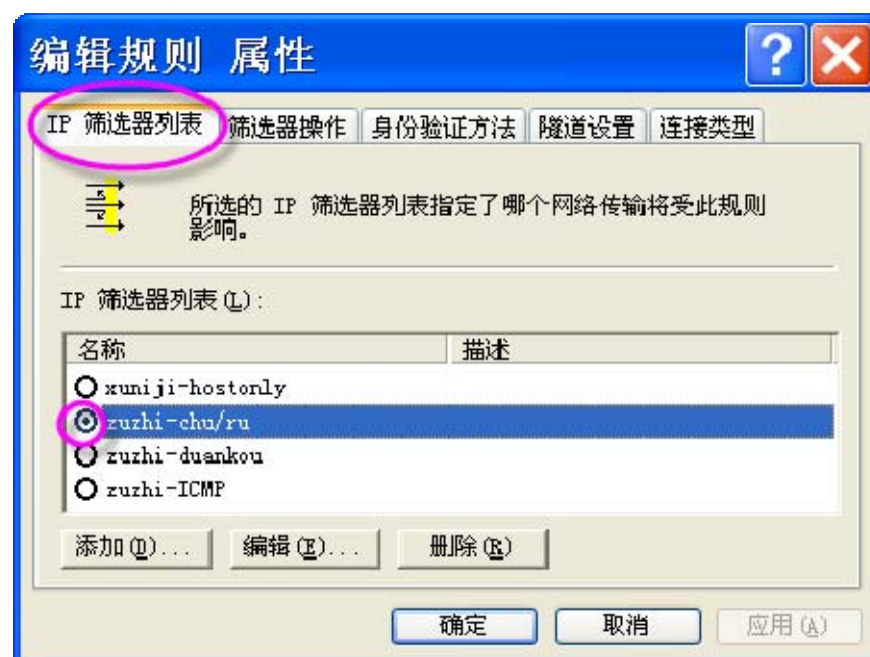 编辑规则 属性
IP 筛选器列表 筛选器操作 身份验证方法 隧道设置 连接类型
所选的 IP 筛选器列表指定了哪个网络传输将受此规则
影响。
IP 筛选器列表(L):
名称 描述
xuniji-hostonly
zuzhi-chu/ru
zuzhi-duankou
zuzhi-ICMP
添加(D)... 编辑(E)... 删除(R)
确定 取消 应用(A)